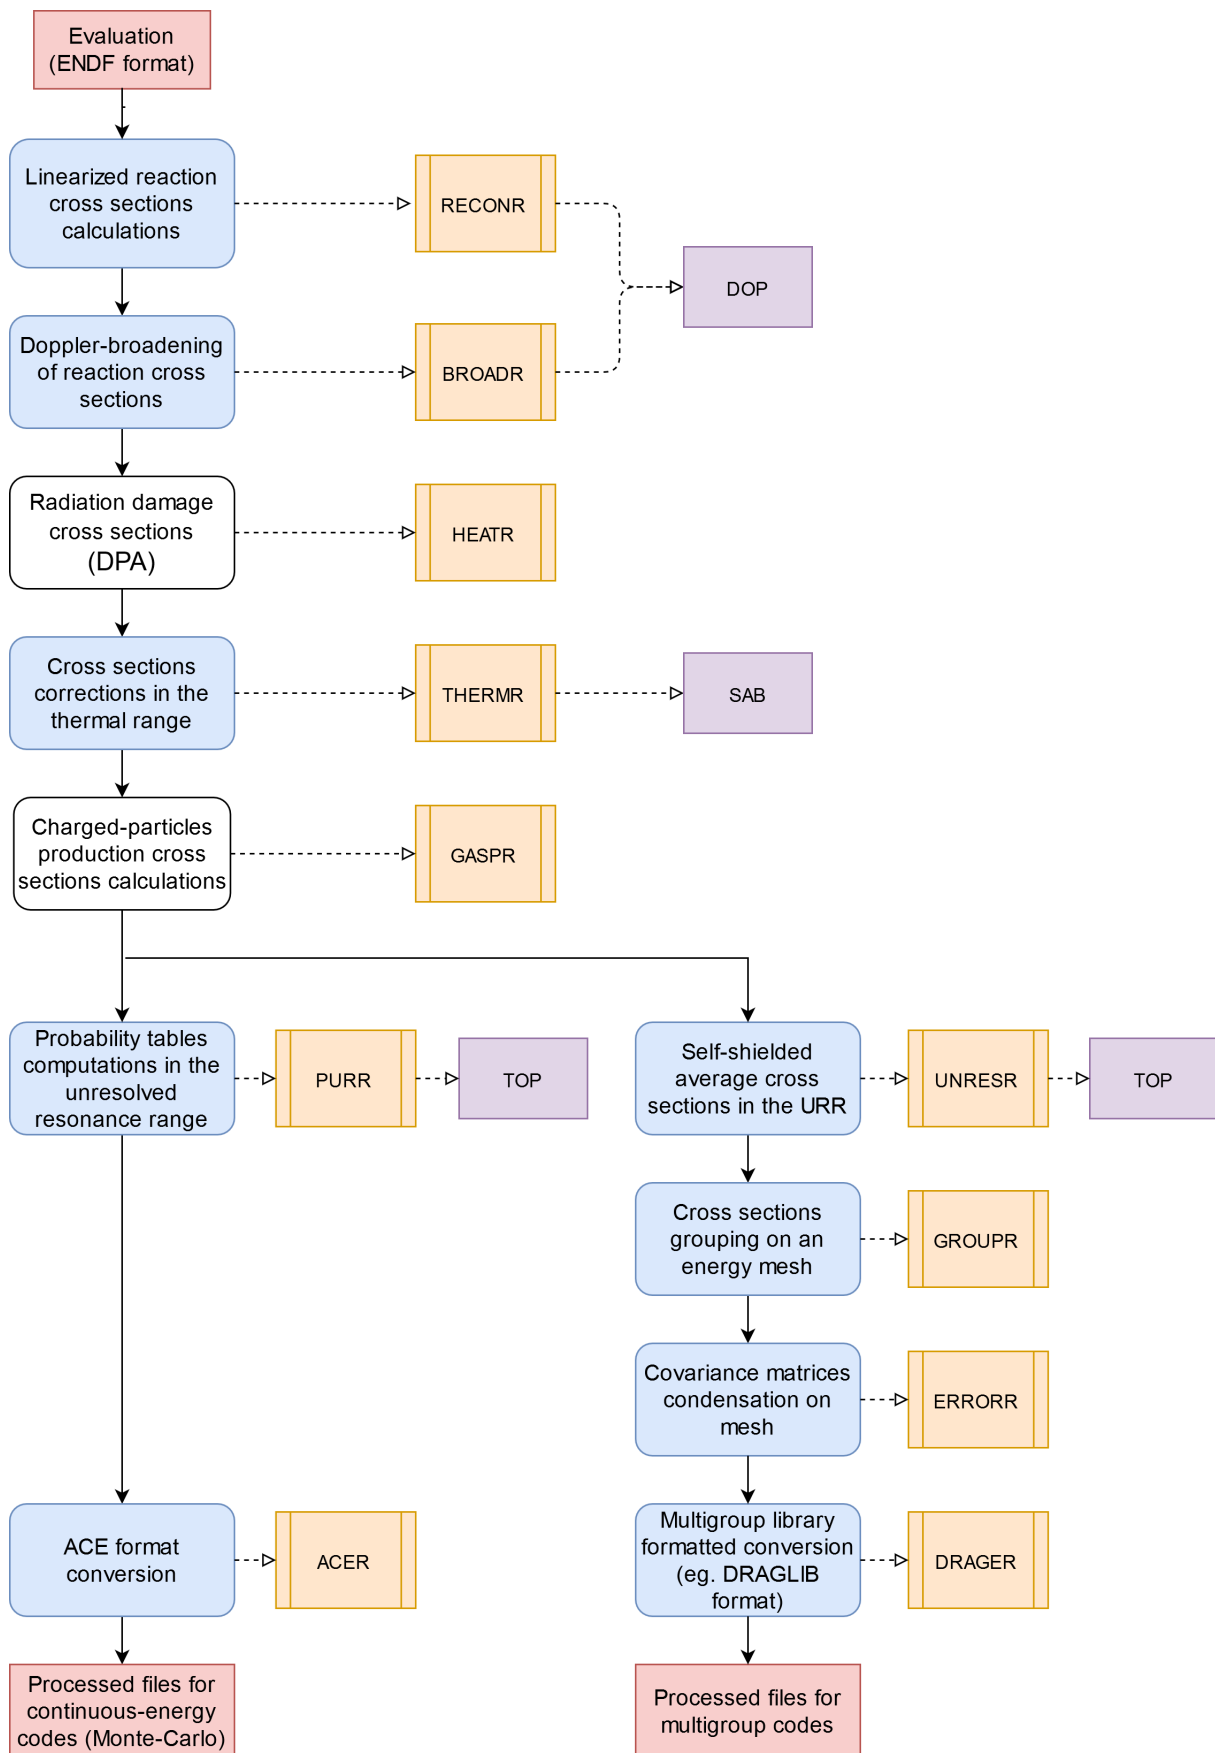 Evaluation
(ENDF format)
Linearized reaction
cross sections
calculations
RECONR
DOP
Doppler-broadening
of reaction cross
sections
BROADR
Radiation damage
cross sections
(DPA)
HEATR
Cross sections
corrections in the
thermal range
THERMR
SAB
Charged-particles
production cross
sections calculations
GASPR
Probability tables
computations in the
unresolved
resonance range
PURR
TOP
Self-shielded
average cross
sections in the URR
UNRESR
TOP
Cross sections
grouping on an
energy mesh
GROUPR
Covariance matrices
condensation on
mesh
ERRORR
ACE format
conversion
ACER
Multigroup library
formatted conversion
(eg. DRAGLIB
format)
DRAGER
Processed files for
continuous-energy
codes (Monte-Carlo)
Processed files for
multigroup codes